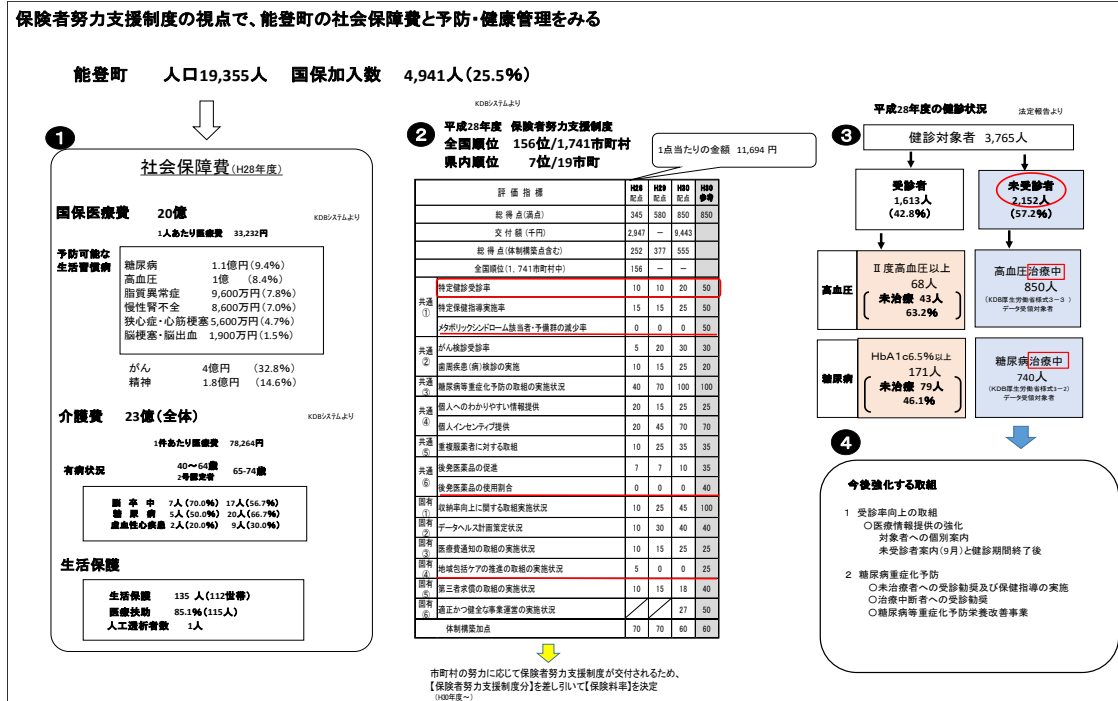 保険者努力支援制度の視点で、能登町の社会保障費と予防・健康管理をみる
能登町　人口19,355人　国保加入数　4,941人(25.5%)
KDBシステムより
❶
社会保障費(H28年度)
国保医療費　20億
KDBシステムより
1人あたり医療費　33,232円
予防可能な
生活習慣病
糖尿病　1.1億円(9.4%)
高血圧　1億　(8.4%)
脂質異常症　9,600万円(7.8%)
慢性腎不全　8,600万円(7.0%)
狭心症・心筋梗塞 5,600万円(4.7%)
脳梗塞・脳出血　1,900万円(1.5%)
がん　4億円　(32.8%)
精神　1.8億円　(14.6%)
介護費　23億(全体)
KDBシステムより
1件あたり医療費　78,264円
有病状況　40～64歳　65-74歳
2号認定者
脳 卒 中　7人(70.0%)　17人(56.7%)
糖 尿 病　5人(50.0%)　20人(66.7%)
虚血性心疾患　2人(20.0%)　9人(30.0%)
生活保護
生活保護　135 人(112世帯)
医療扶助　85.1%(115人)
人工透析者数　1人
❷
平成28年度　保険者努力支援制度
全国順位　156位/1,741市町村
県内順位　7位/19市町
1点当たりの金額 11,694 円
評 価 指 標　H28 配点　H29 配点　H30 配点　H30 参考
総 得 点(満点)　345　580　850　850
交 付 額 (千円)　2,947　－　9,443
総 得 点(体制構築点含む)　252　377　555
全国順位(1,741市町村中)　156　－　－
共通①
特定健診受診率　10　10　20　50
特定保健指導実施率　15　15　25　50
メタボリックシンドローム該当者・予備群の減少率　0　0　0　50
共通②
がん検診受診率　5　20　30　30
歯周疾患(病)検診の実施　10　15　25　20
共通③
糖尿病等重症化予防の取組の実施状況　40　70　100　100
共通④
個人へのわかりやすい情報提供　20　15　25　25
個人インセンティブ提供　20　45　70　70
共通⑤
重複服薬者に対する取組　10　25　35　35
共通⑥
後発医薬品の促進　7　7　10　35
後発医薬品の使用割合　0　0　0　40
固有①
収納率向上に関する取組実施状況　10　25　45　100
固有②
データヘルス計画策定状況　10　30　40　40
固有③
医療費通知の取組の実施状況　10　15　25　25
固有④
地域包括ケアの推進の取組の実施状況　5　0　0　25
固有⑤
第三者求償の取組の実施状況　10　15　18　40
固有⑥
適正かつ健全な事業運営の実施状況　27　50
体制構築加点　70　70　60　60
市町村の努力に応じて保険者努力支援制度が交付されるため、
【保険者努力支援制度分】を差し引いて【保険料率】を決定
(H30年度～)
平成28年度の健診状況
法定報告より
❸
健診対象者　3,765人
受診者
1,613人
(42.8%)
未受診者
2,152人
(57.2%)
高血圧
Ⅱ度高血圧以上
68人
未治療　43人
63.2%
高血圧治療中
850人
(KDB厚生労働省様式3－3)
データ受領対象者
糖尿病
HbA1c6.5%以上
171人
未治療　79人
46.1%
糖尿病治療中
740人
(KDB厚生労働省様式3－2)
データ受領対象者
❹
今後強化する取組
1　受診率向上の取組
○医療情報提供の強化
対象者への個別案内
未受診者案内(9月)と健診期間終了後
2　糖尿病重症化予防
○未治療者への受診勧奨及び保健指導の実施
○治療中断者への受診勧奨
○糖尿病等重症化予防栄養改善事業